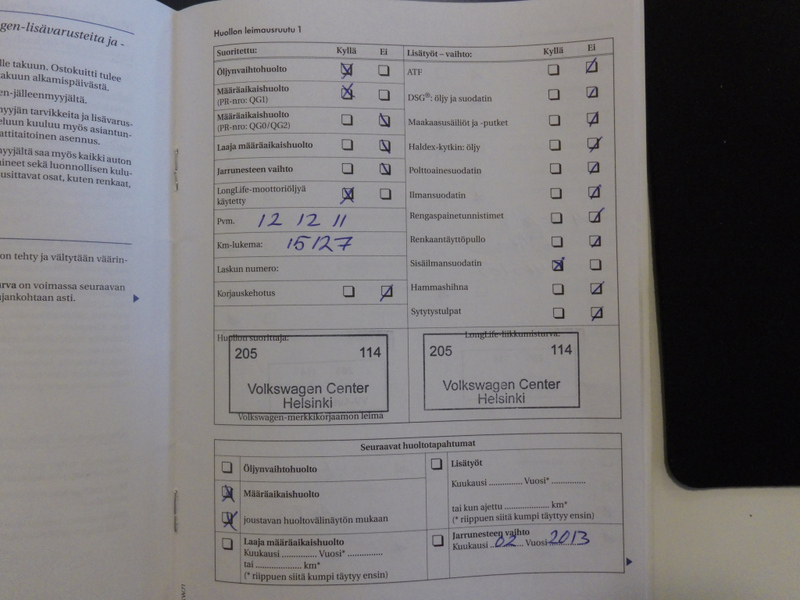 gen-lisävarusteita ja -
lle takuun. Ostokuitti tulee
akuun alkamispäivästä.
en-jälleenmyyjältä.
yyjän tarvikkeita ja lisävarus-
eluun kuuluu myös asiantun-
attitaitoinen asennus.
nyyjältä saa myös kaikki auton
ineet sekä luonnollisen kulu-
usittavat osat, kuten renkaat,
on tehty ja vältytään väärin-
urva on voimassa seuraavan
ajankohtaan asti.
Huollon leimausruutu 1
Suoritettu: Kyllä Ei
Öljynvaihtohuolto
Määräaikaishuolto
(PR-nro: QG1)
Määräaikaishuolto
(PR-nro: QG0/QG2)
Laaja määräaikaishuolto
Jarrunesteen vaihto
LongLife-moottoriöljyä
käytetty
Pvm. 12 12 11
Km-lukema: 15127
Laskun numero:
Korjauskehotus
Lisätyöt – vaihto: Kyllä Ei
ATF
DSG®: öljy ja suodatin
Maakaasusäiliöt ja -putket
Haldex-kytkin: öljy
Polttoainesuodatin
Ilmansuodatin
Rengaspainetunnistimet
Renkaantäyttöpullo
Sisäilmansuodatin
Hammashihna
Sytytystulpat
Huollon suorittaja:
205 114
Volkswagen Center
Helsinki
Volkswagen-merkkikorjaamon leima
LongLife-liikkumisturva:
205 114
Volkswagen Center
Helsinki
Seuraavat huoltotapahtumat
Öljynvaihtohuolto
Määräaikaishuolto
joustavan huoltovälinäytön mukaan
Laaja määräaikaishuolto
Kuukausi .............. Vuosi* ..............
tai .................... km*
(* riippuen siitä kumpi täytyy ensin)
Lisätyöt
Kuukausi .............. Vuosi* ..............
tai kun ajettu .................... km*
(* riippuen siitä kumpi täyttyy ensin)
Jarrunesteen vaihto
Kuukausi 02 Vuosi 2013